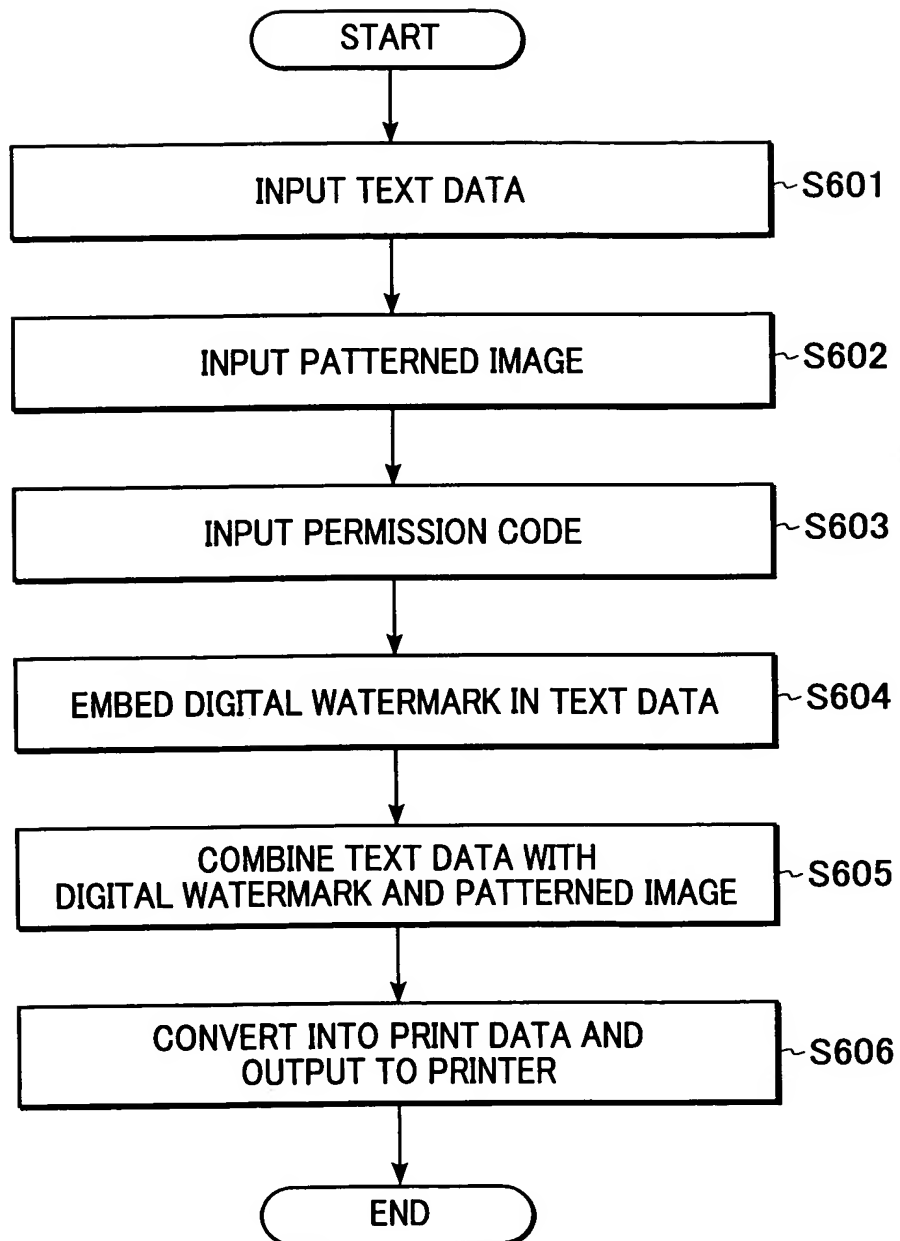 START
INPUT TEXT DATA
S601
INPUT PATTERNED IMAGE
S602
INPUT PERMISSION CODE
S603
EMBED DIGITAL WATERMARK IN TEXT DATA
S604
COMBINE TEXT DATA WITH
DIGITAL WATERMARK AND PATTERNED IMAGE
S605
CONVERT INTO PRINT DATA AND
OUTPUT TO PRINTER
S606
END